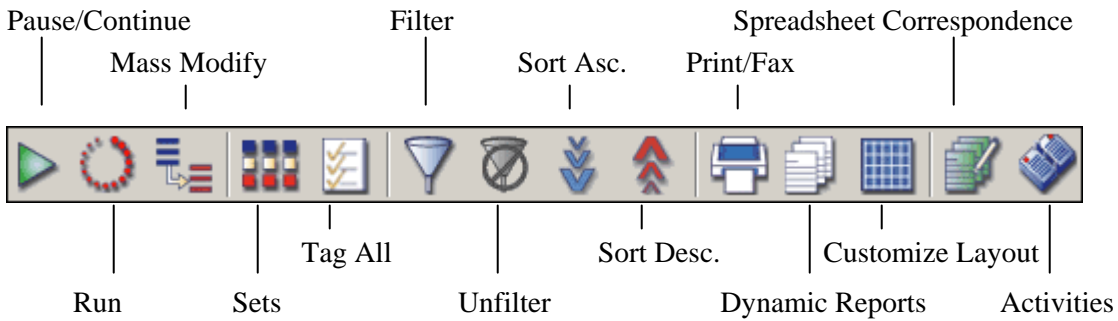 Pause/Continue Filter Spreadsheet Correspondence
Mass Modify Sort Asc. Print/Fax
Tag All Sort Desc. Customize Layout
Run Sets Unfilter Dynamic Reports Activities